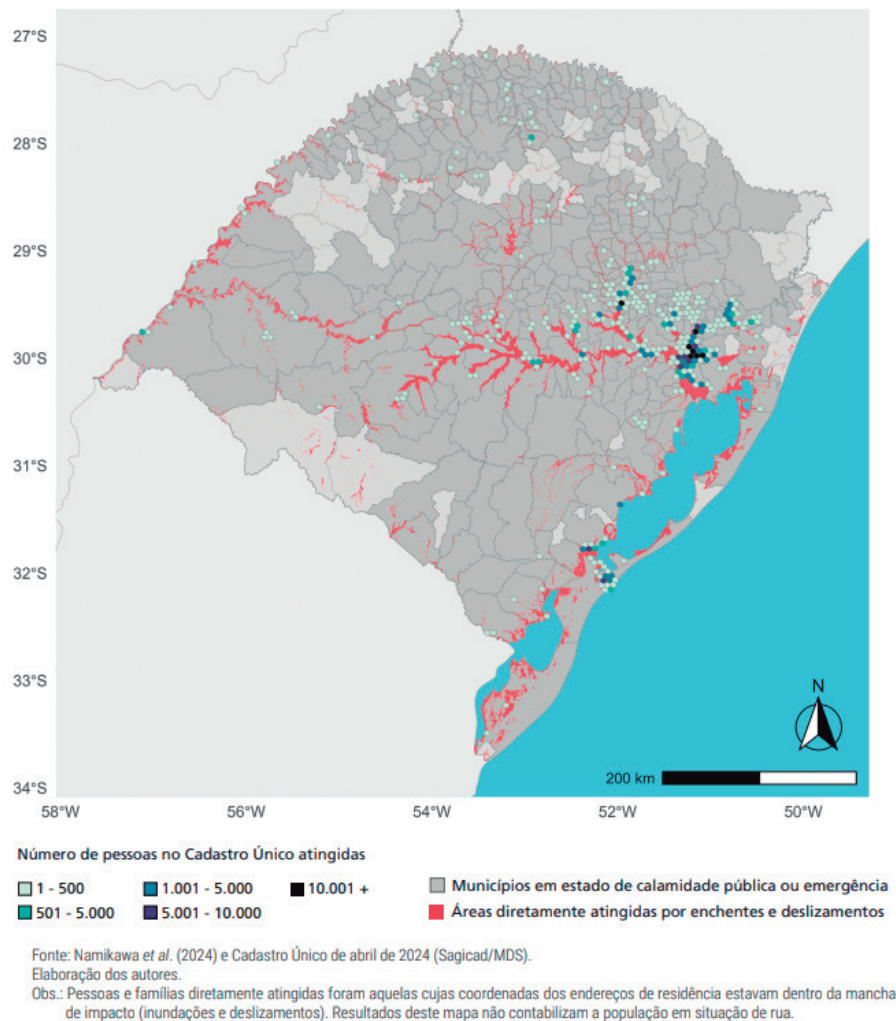 27°S
28°S
29°S
30°S
31°S
32°S
33°S
34°S
N
200 km
58°W
56°W
54°W
52°W
50°W
Número de pessoas no Cadastro Único atingidas
1 - 500
1.001 - 5.000
10.001 +
Municípios em estado de calamidade pública ou emergência
501 - 5.000
5.001 - 10.000
Áreas diretamente atingidas por enchentes e deslizamentos
Fonte: Namikawa et al. (2024) e Cadastro Único de abril de 2024 (Sagicad/MDS).
Elaboração dos autores.
Obs.: Pessoas e famílias diretamente atingidas foram aquelas cujas coordenadas dos endereços de residência estavam dentro da mancha
de impacto (inundações e deslizamentos). Resultados deste mapa não contabilizam a população em situação de rua.